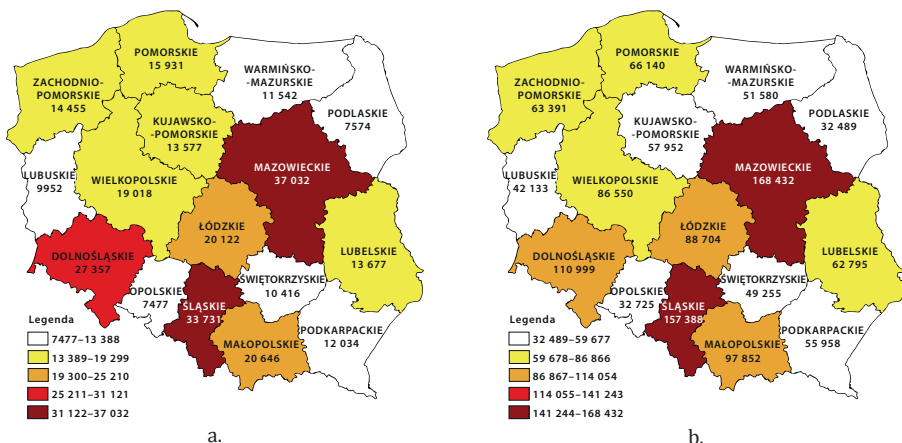 POMORSKIE
15 931
ZACHODNIO-
POMORSKIE
14 455
WARMIŃSKO-
-MAZURSKIE
11 542
PODLASKIE
7574
KUJAWSKO-
-POMORSKIE
13 577
LUBUSKIE
9952
WIELKOPOLSKIE
19 018
MAZOWIECKIE
37 032
ŁÓDZKIE
20 122
DOLNOŚLĄSKIE
27 357
LUBELSKIE
13 677
OPOLSKIE
7477
ŚLĄSKIE
33 731
ŚWIĘTOKRZYSKIE
10 416
MAŁOPOLSKIE
20 646
PODKARPACKIE
12 034
Legenda
7477–13 388
13 389–19 299
19 300–25 210
25 211–31 121
31 122–37 032
a.
POMORSKIE
66 140
ZACHODNIO-
-POMORSKIE
63 391
WARMIŃSKO-
-MAZURSKIE
51 580
PODLASKIE
32 489
KUJAWSKO-
-POMORSKIE
57 952
LUBUSKIE
42 133
WIELKOPOLSKIE
86 550
MAZOWIECKIE
168 432
ŁÓDZKIE
88 704
DOLNOŚLĄSKIE
110 999
LUBELSKIE
62 795
OPOLSKIE
32 725
ŚLĄSKIE
157 388
ŚWIĘTOKRZYSKIE
49 255
MAŁOPOLSKIE
97 852
PODKARPACKIE
55 958
Legenda
32 489–59 677
59 678–86 866
86 867–114 054
114 055–141 243
141 244–168 432
b.